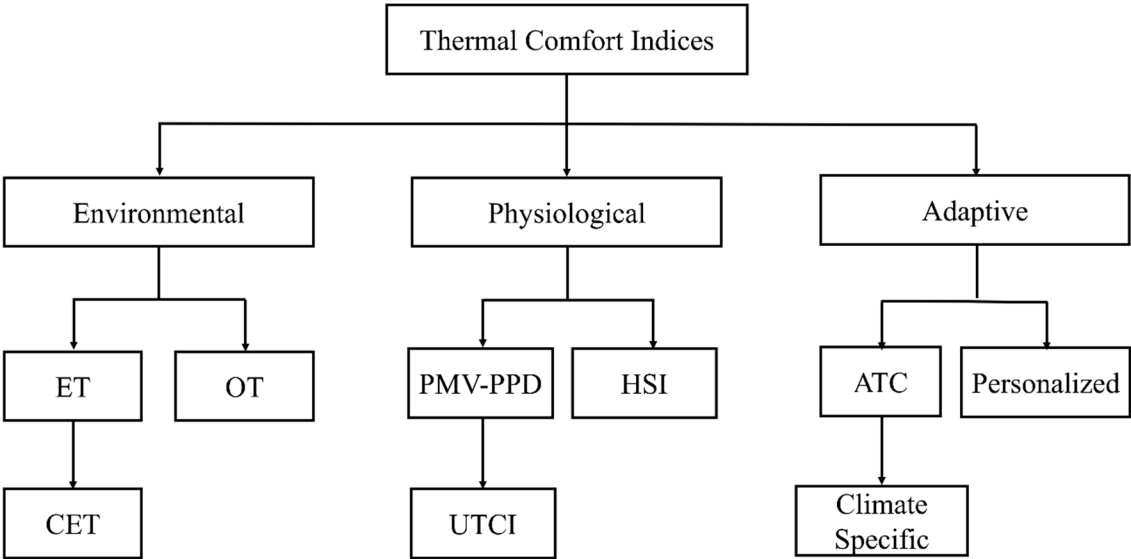 Thermal Comfort Indices
Environmental
Physiological
Adaptive
ET
OT
PMV-PPD
HSI
ATC
Personalized
CET
UTCI
Climate
Specific